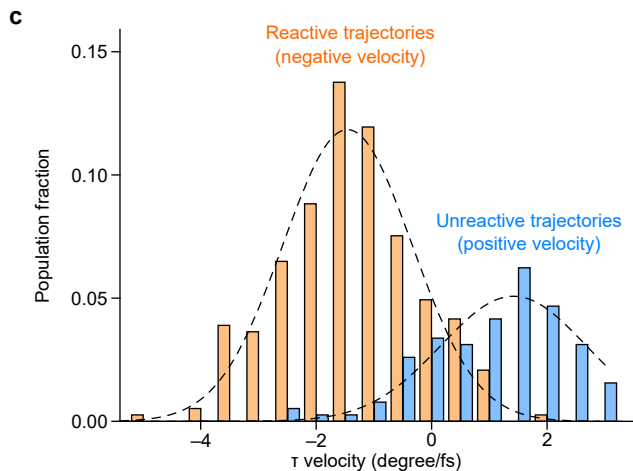 c
Reactive trajectories
(negative velocity)
Unreactive trajectories
(positive velocity)
Population fraction
0.15
0.10
0.05
0.00
−4
−2
0
2
τ velocity (degree/fs)